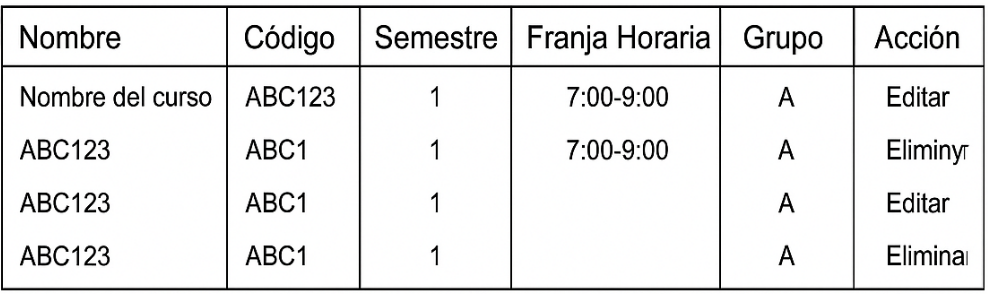 Nombre Código Semestre Franja Horaria Grupo Acción
Nombre del curso ABC123 1 7:00-9:00 A Editar
ABC123 ABC1 1 7:00-9:00 A Eliminyr
ABC123 ABC1 1 A Editar
ABC123 ABC1 1 A Eliminar